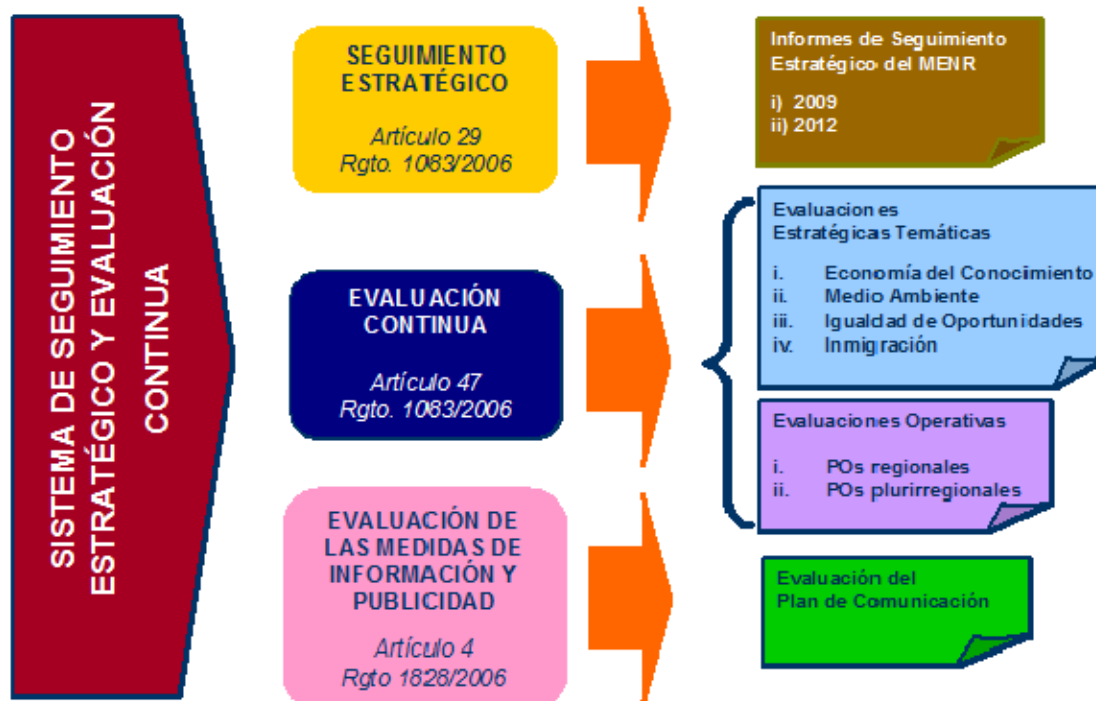 SISTEMA DE SEGUIMIENTO
ESTRATÉGICO Y EVALUACIÓN
CONTINUA
SEGUIMIENTO
ESTRATÉGICO
Artículo 29
Rgto. 1083/2006
Informes de Seguimiento
Estratégico del MENR
i) 2009
ii) 2012
EVALUACIÓN
CONTINUA
Artículo 47
Rgto. 1083/2006
Evaluaciones
Estratégicas Temáticas
i. Economía del Conocimiento
ii. Medio Ambiente
iii. Igualdad de Oportunidades
iv. Inmigración
Evaluaciones Operativas
i. POs regionales
ii. POs plurirregionales
EVALUACIÓN DE
LAS MEDIDAS DE
INFORMACIÓN Y
PUBLICIDAD
Artículo 4
Rgto 1828/2006
Evaluación del
Plan de Comunicación